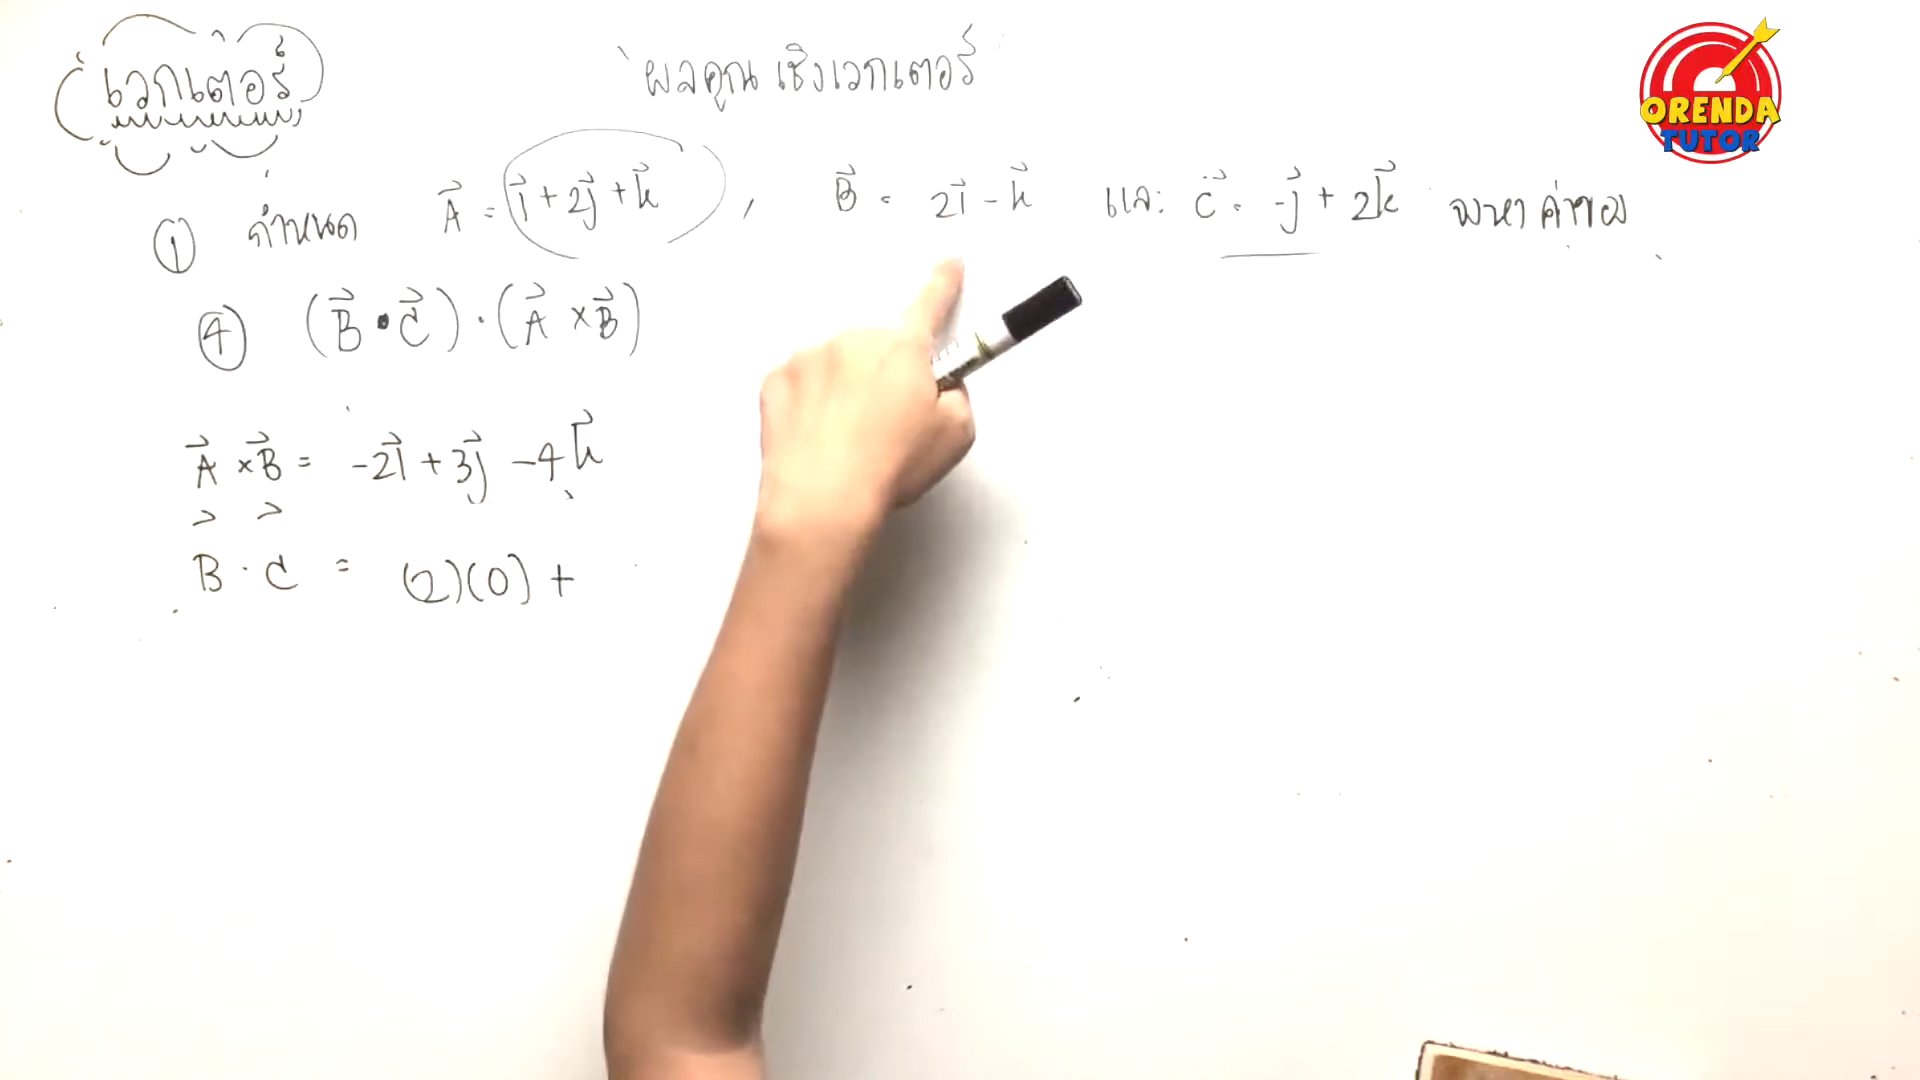 เวกเตอร์
ผลคูณเชิงเวกเตอร์
ORENDA
TUTOR
① กำหนด A⃗ = i⃗ + 2j⃗ + k⃗ , B⃗ = 2i⃗ - k⃗ และ C⃗ = -j⃗ + 2k⃗ จงหาค่าของ
④ (B⃗ • C⃗) · (A⃗ × B⃗)
A⃗ × B⃗ = -2i⃗ + 3j⃗ - 4k⃗
B⃗ · C⃗ = (2)(0) +